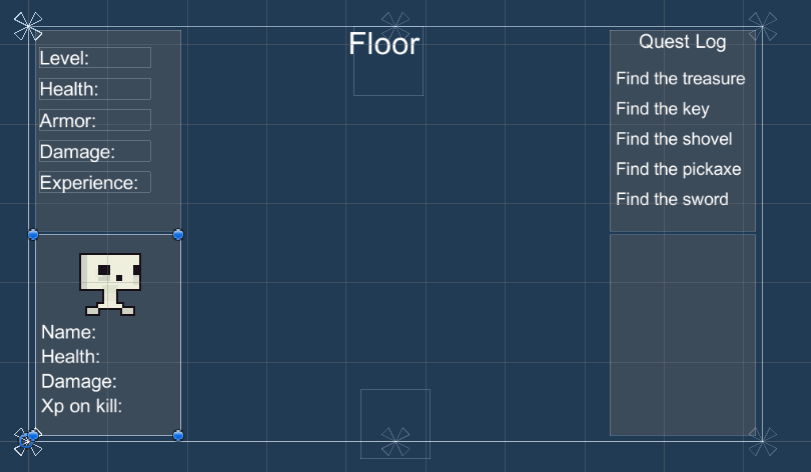 Floor
Level:
Health:
Armor:
Damage:
Experience:
Name:
Health:
Damage:
Xp on kill:
Quest Log
Find the treasure
Find the key
Find the shovel
Find the pickaxe
Find the sword